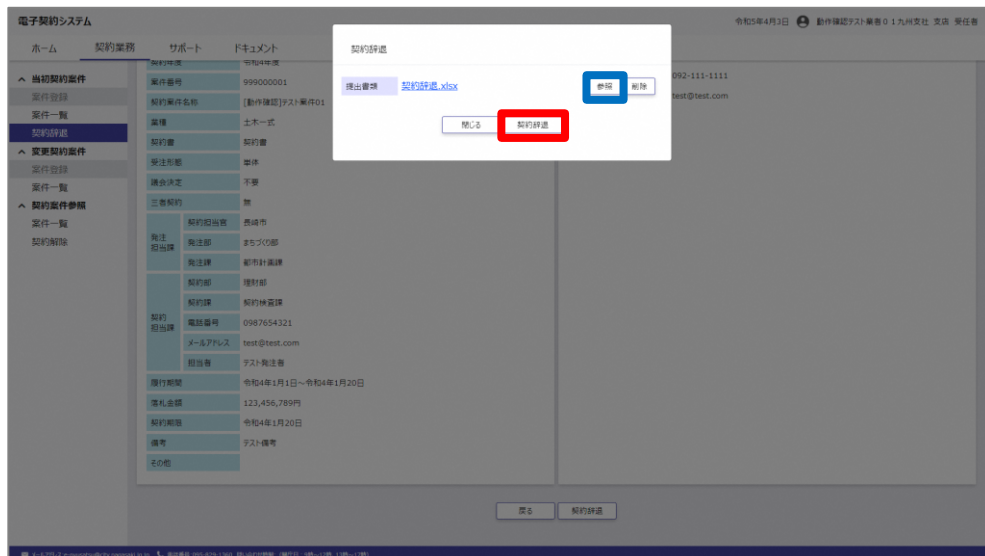 電子契約システム
令和5年4月3日 動作確認テスト業者01九州支社 支店 受任者
ホーム 契約業務 サポート ドキュメント
当初契約案件
案件登録
案件一覧
契約辞退
変更契約案件
案件登録
案件一覧
契約案件参照
案件一覧
契約解除
契約年度 令和4年度
案件番号 999000001
契約案件名称 [動作確認]テスト案件01
業種 土木一式
契約書 契約書
受注形態 単体
議会決定 不要
三者契約 無
発注担当課
契約担当官 長崎市
発注部 まちづくり部
発注課 都市計画課
契約担当課
契約部 理財部
契約課 契約検査課
電話番号 0987654321
メールアドレス test@test.com
担当者 テスト発注者
履行期間 令和4年1月1日～令和4年1月20日
落札金額 123,456,789円
契約期限 令和4年1月20日
備考 テスト備考
その他
092-111-1111
test@test.com
契約辞退
提出書類 契約辞退.xlsx 参照 削除
閉じる 契約辞退
戻る 契約辞退